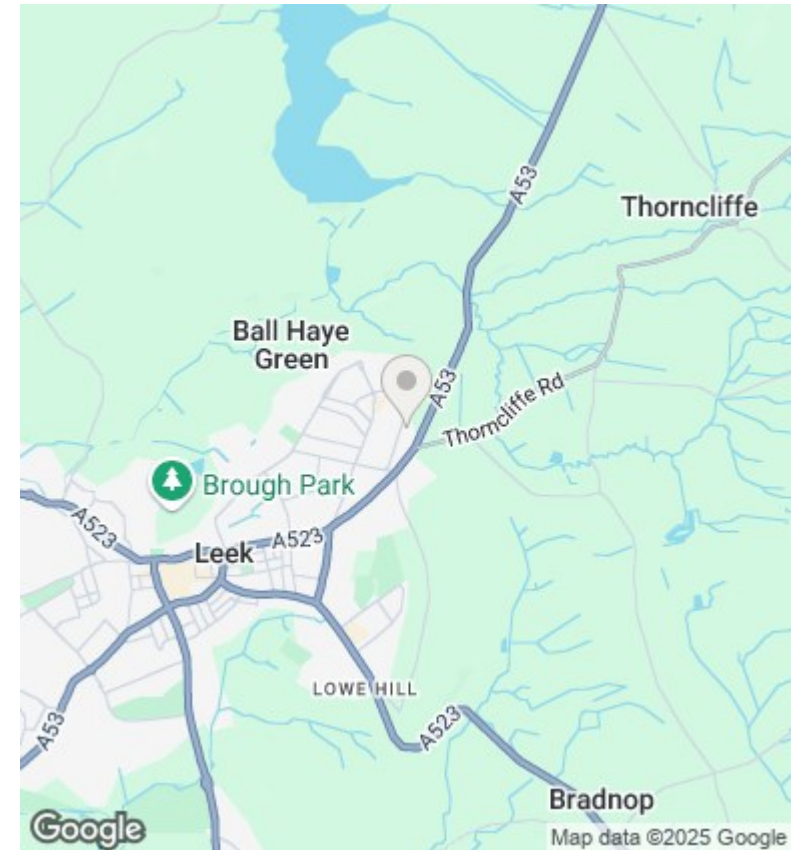 A53
Thorncliffe
Ball Haye
Green
A53
Thorncliffe Rd
Brough Park
A523
A523
Leek
LOWE HILL
A53
A523
Bradnop
Google
Map data ©2025 Google